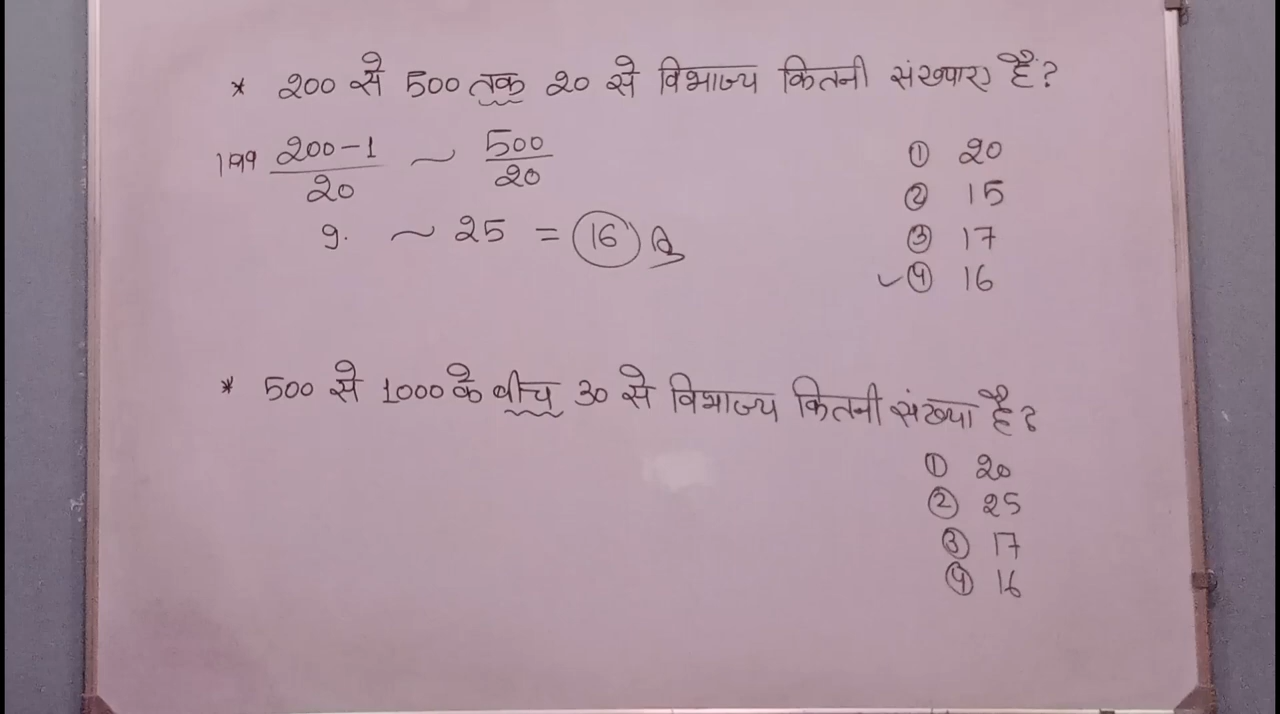 * 200 से 500 तक 20 से विभाज्य कितनी संख्याए हैं?
199 200-1/20 ~ 500/20
9. ~ 25 = 16
① 20
② 15
③ 17
✓④ 16
* 500 से 1000 के बीच 30 से विभाज्य कितनी संख्या है?
① 20
② 25
③ 17
④ 16